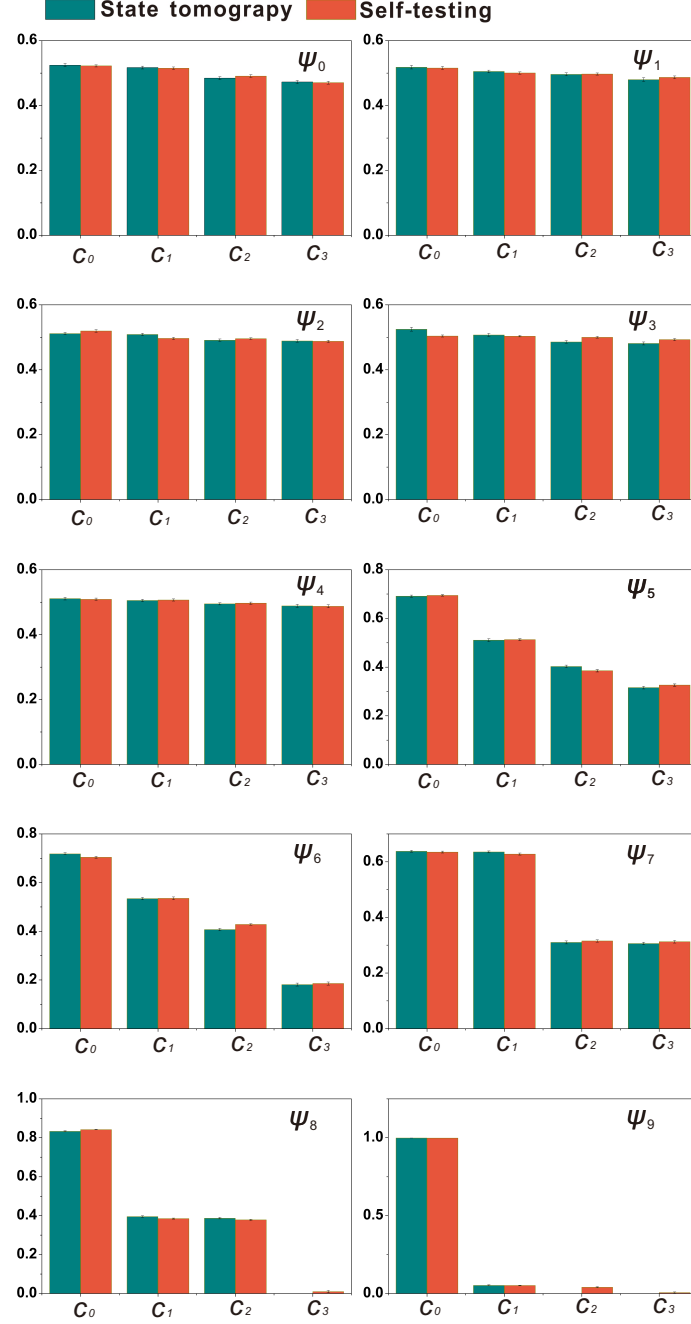 State tomograpy Self-testing
ψ0 ψ1
0.6 0.6
0.4 0.4
0.2 0.2
0.0 0.0
C0 C1 C2 C3 C0 C1 C2 C3
ψ2 ψ3
0.6 0.6
0.4 0.4
0.2 0.2
0.0 0.0
C0 C1 C2 C3 C0 C1 C2 C3
ψ4 ψ5
0.6 0.8
0.4 0.6
0.2 0.4
0.0 0.2
0.0
C0 C1 C2 C3 C0 C1 C2 C3
ψ6 ψ7
0.8 0.6
0.6 0.4
0.4 0.2
0.2 0.0
0.0
C0 C1 C2 C3 C0 C1 C2 C3
ψ8 ψ9
1.0 1.0
0.8 0.5
0.6 0.0
0.4
0.2
0.0
C0 C1 C2 C3 C0 C1 C2 C3